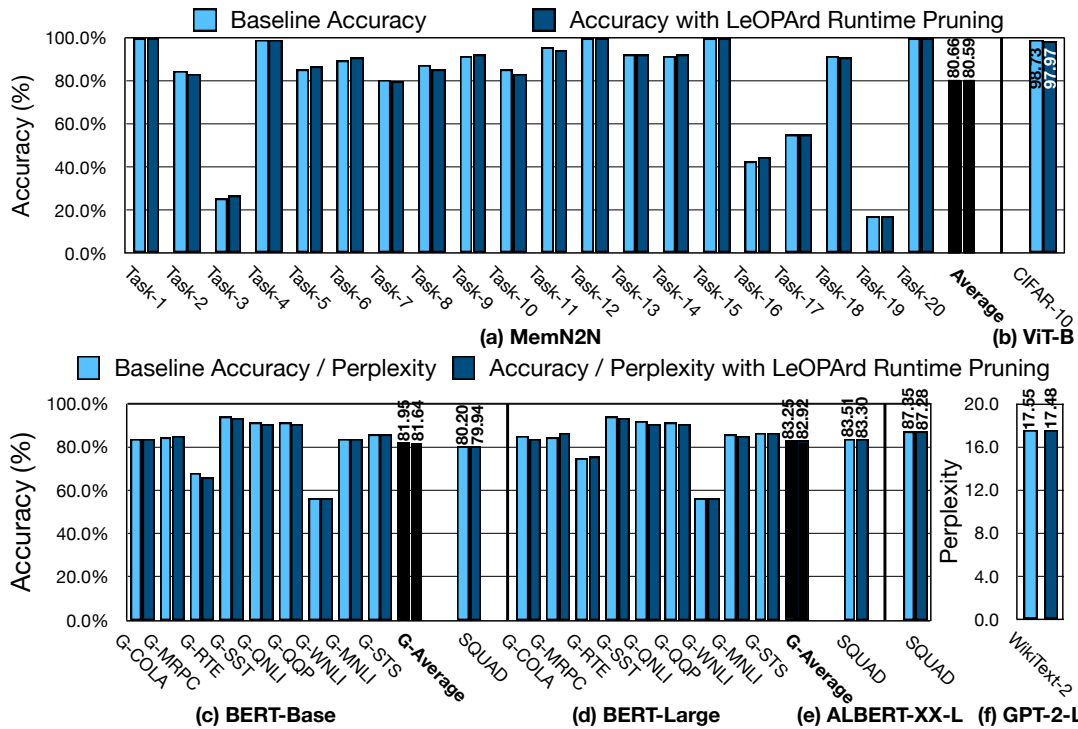 Baseline Accuracy
Accuracy with LeOPArd Runtime Pruning
Accuracy (%)
100.0%
80.0%
60.0%
40.0%
20.0%
0.0%
80.66
80.59
98.73
97.97
Task-1
Task-2
Task-3
Task-4
Task-5
Task-6
Task-7
Task-8
Task-9
Task-10
Task-11
Task-12
Task-13
Task-14
Task-15
Task-16
Task-17
Task-18
Task-19
Task-20
Average
CIFAR-10
(a) MemN2N
(b) ViT-B
Baseline Accuracy / Perplexity
Accuracy / Perplexity with LeOPArd Runtime Pruning
Accuracy (%)
100.0%
80.0%
60.0%
40.0%
20.0%
0.0%
81.95
81.64
80.20
79.94
83.25
82.92
83.51
83.30
87.35
87.28
Perplexity
20.0
16.0
12.0
8.0
4.0
0.0
17.55
17.48
G-COLA
G-MRPC
G-RTE
G-SST
G-QNLI
G-QQP
G-WNLI
G-MNLI
G-STS
G-Average
SQUAD
G-COLA
G-MRPC
G-RTE
G-SST
G-QNLI
G-QQP
G-WNLI
G-MNLI
G-STS
G-Average
SQUAD
SQUAD
WikiText-2
(c) BERT-Base
(d) BERT-Large
(e) ALBERT-XX-L
(f) GPT-2-L